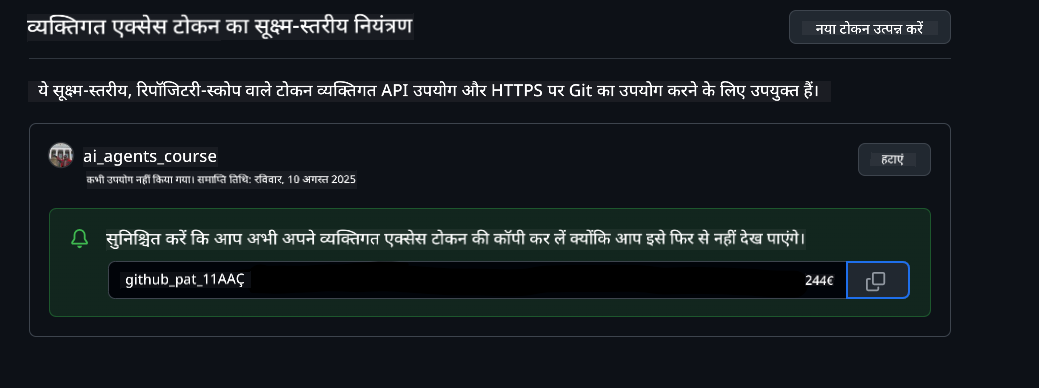 व्यक्तिगत एक्सेस टोकन का सूक्ष्म-स्तरीय नियंत्रण
नया टोकन उत्पन्न करें
ये सूक्ष्म-स्तरीय, रिपॉजिटरी-स्कोप वाले टोकन व्यक्तिगत API उपयोग और HTTPS पर Git का उपयोग करने के लिए उपयुक्त हैं।
ai_agents_course
हटाएं
कभी उपयोग नहीं किया गया। समाप्ति तिथि: रविवार, 10 अगस्त 2025
सुनिश्चित करें कि आप अभी अपने व्यक्तिगत एक्सेस टोकन की कॉपी कर लें क्योंकि आप इसे फिर से नहीं देख पाएंगे।
github_pat_11AAÇ 244€